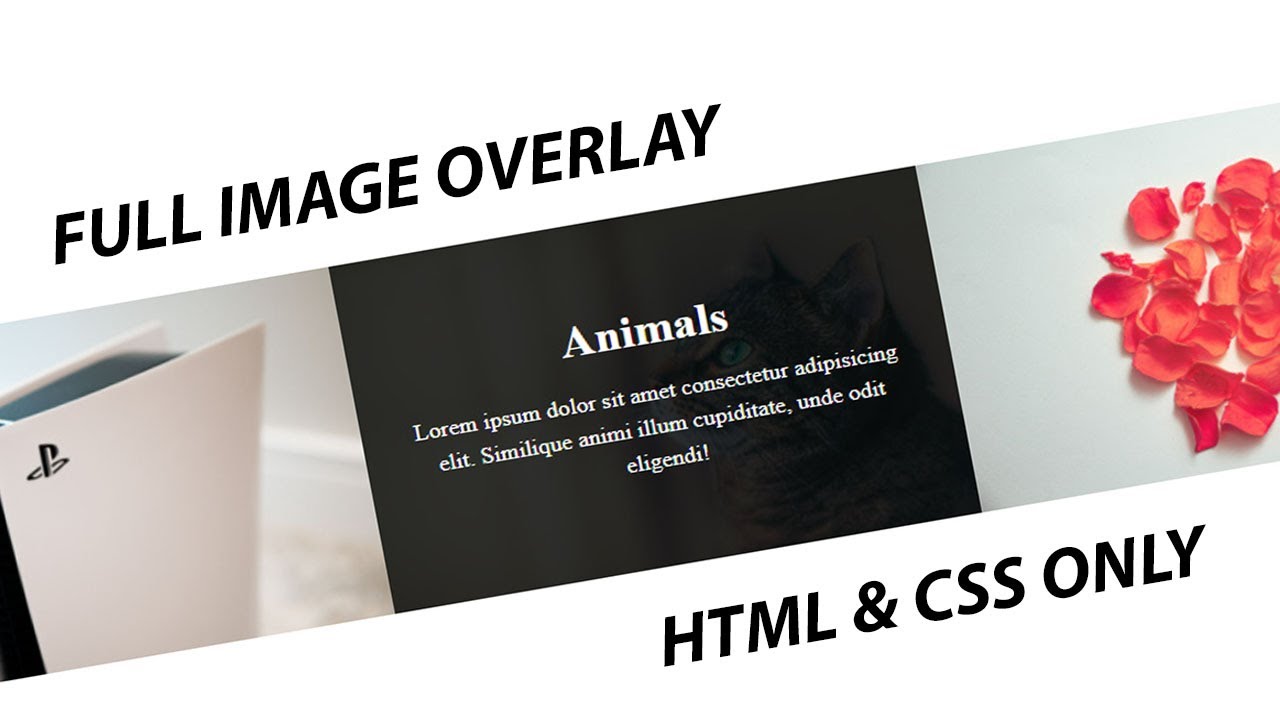 FULL IMAGE OVERLAY
Animals
Lorem ipsum dolor sit amet consectetur adipisicing
elit. Similique animi illum cupiditate, unde odit
eligendi!
HTML & CSS ONLY